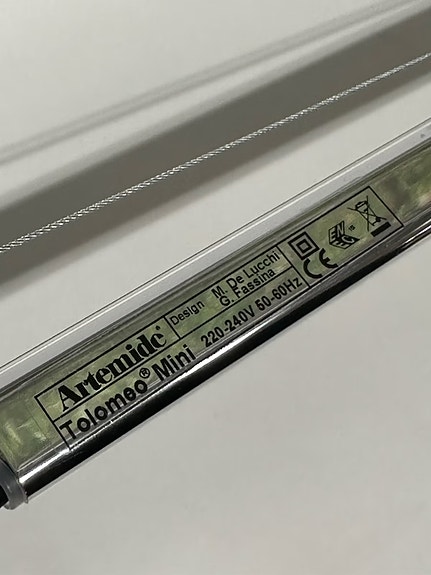 Artemide®
Design M. De Lucchi
G. Fassina
Tolomeo® Mini 220-240V 50-60Hz
CE